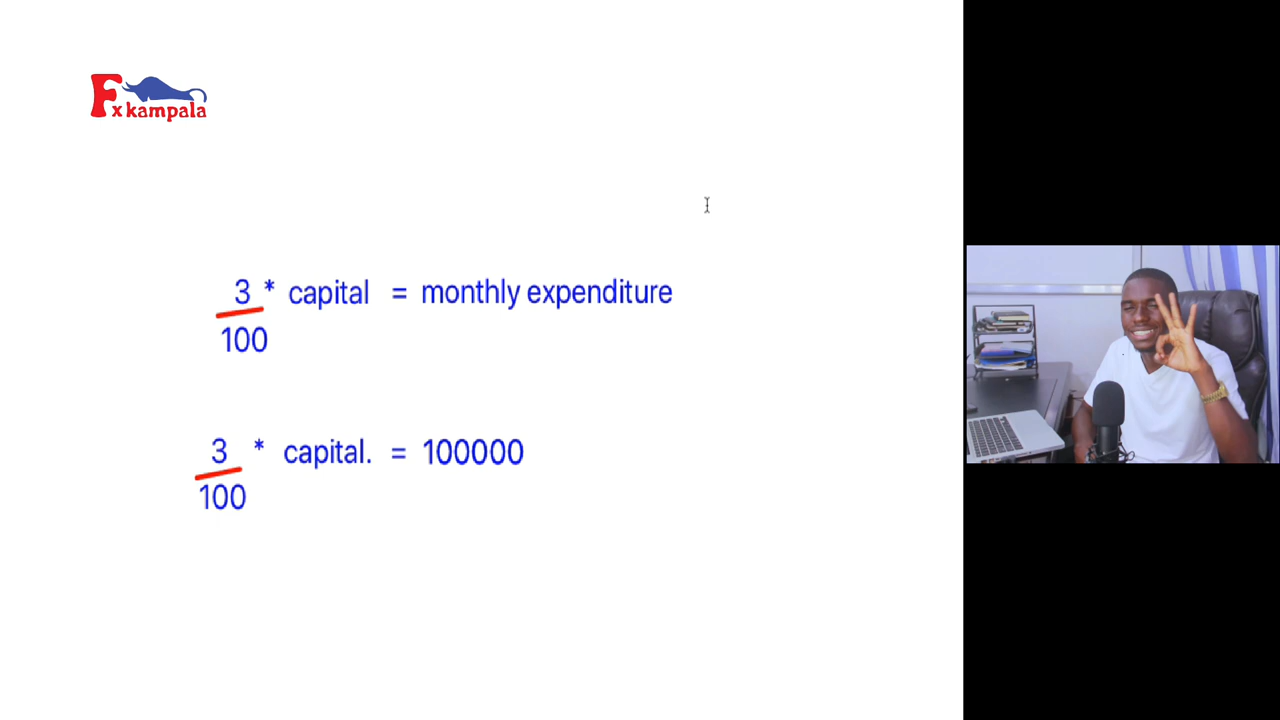 Fx kampala
3 * capital = monthly expenditure
100
3 * capital. = 100000
100